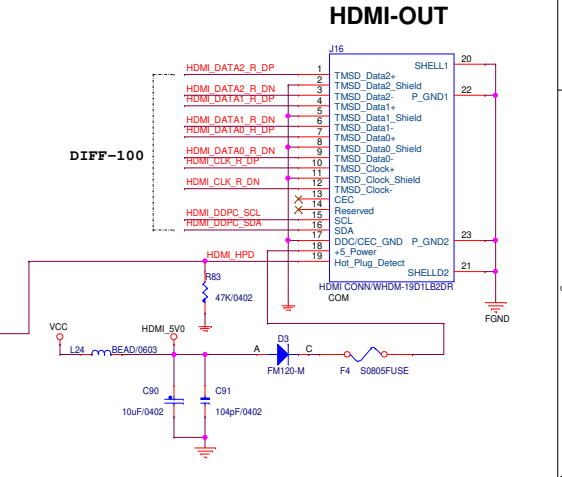 HDMI-OUT
J16
HDMI_DATA2_R_DP 1 TMSD_Data2+ SHELL1 20
2 TMSD_Data2_Shield
HDMI_DATA2_R_DN 3 TMSD_Data2- P_GND1 22
HDMI_DATA1_R_DP 4 TMSD_Data1+
5 TMSD_Data1_Shield
HDMI_DATA1_R_DN 6 TMSD_Data1-
HDMI_DATA0_R_DP 7 TMSD_Data0+
8 TMSD_Data0_Shield
DIFF-100
HDMI_DATA0_R_DN 9 TMSD_Data0-
HDMI_CLK_R_DP 10 TMSD_Clock+
11 TMSD_Clock_Shield
HDMI_CLK_R_DN 12 TMSD_Clock-
13 CEC
14 Reserved
HDMI_DDPC_SCL 15 SCL
HDMI_DDPC_SDA 16 SDA
17 DDC/CEC_GND P_GND2 23
18 +5_Power
HDMI_HPD 19 Hot_Plug_Detect
SHELLD2 21
R83
47K/0402
HDMI CONN/WHDM-19D1LB2DR
COM
FGND
VCC
HDMI_5V0
L24 BEAD/0603
A D3 C
FM120-M
F4 S0805FUSE
C90
10uF/0402
C91
104pF/0402